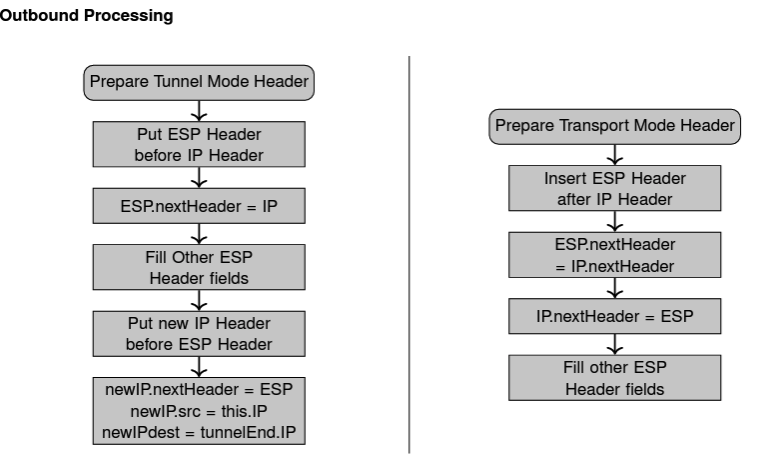 Outbound Processing
Prepare Tunnel Mode Header
Put ESP Header
before IP Header
ESP.nextHeader = IP
Fill Other ESP
Header fields
Put new IP Header
before ESP Header
newIP.nextHeader = ESP
newIP.src = this.IP
newIPdest = tunnelEnd.IP
Prepare Transport Mode Header
Insert ESP Header
after IP Header
ESP.nextHeader
= IP.nextHeader
IP.nextHeader = ESP
Fill other ESP
Header fields